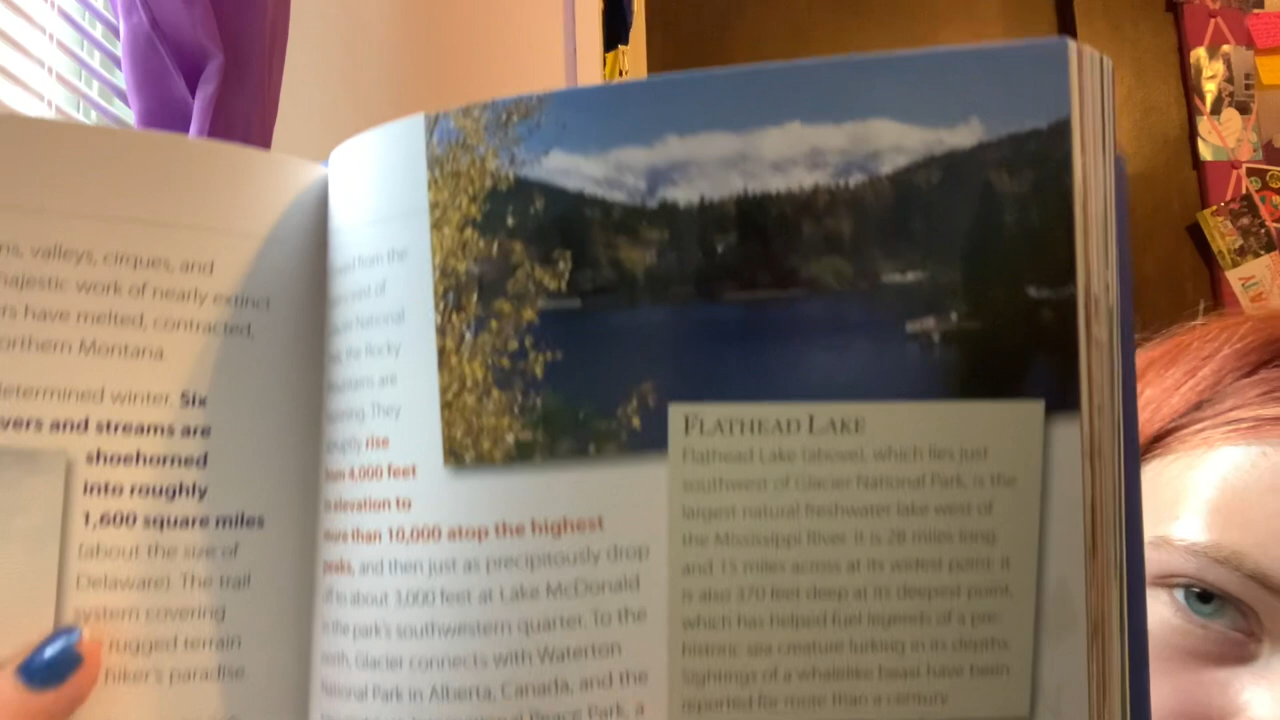 ns, valleys, cirques, and
majestic work of nearly extinct
rs have melted, contracted,
orthern Montana.
determined winter. Six
vers and streams are
shoehorned
into roughly
1,600 square miles
(about the size of
Delaware). The trail
system covering
rugged terrain
hiker's paradise.
from the
of
National
the Rocky
are
They
rise
4,000 feet
elevation to
more than 10,000 atop the highest
peaks, and then just as precipitously drop
to about 3,000 feet at Lake McDonald
in the park's southwestern quarter. To the
north, Glacier connects with Waterton
National Park in Alberta, Canada, and the
Peace Park, a
FLATHEAD LAKE
Flathead Lake (above), which lies just
southwest of Glacier National Park, is the
largest natural freshwater lake west of
the Mississippi River. It is 28 miles long
and 15 miles across at its widest point; it
is also 370 feet deep at its deepest point,
which has helped fuel legends of a pre-
historic sea creature lurking in its depths.
Sightings of a whalelike beast have been
reported for more than a century.